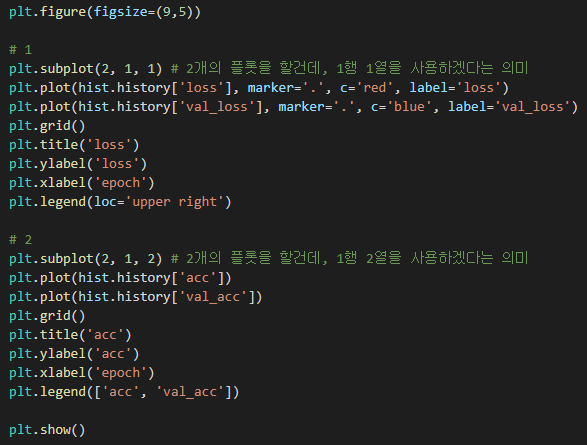 plt.figure(figsize=(9,5))
# 1
plt.subplot(2, 1, 1) # 2개의 플롯을 할건데, 1행 1열을 사용하겠다는 의미
plt.plot(hist.history['loss'], marker='.', c='red', label='loss')
plt.plot(hist.history['val_loss'], marker='.', c='blue', label='val_loss')
plt.grid()
plt.title('loss')
plt.ylabel('loss')
plt.xlabel('epoch')
plt.legend(loc='upper right')
# 2
plt.subplot(2, 1, 2) # 2개의 플롯을 할건데, 1행 2열을 사용하겠다는 의미
plt.plot(hist.history['acc'])
plt.plot(hist.history['val_acc'])
plt.grid()
plt.title('acc')
plt.ylabel('acc')
plt.xlabel('epoch')
plt.legend(['acc', 'val_acc'])
plt.show()